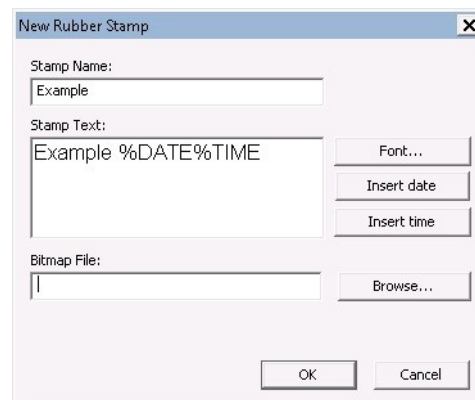 New Rubber Stamp
Stamp Name:
Example
Stamp Text:
Example %DATE%TIME
Font...
Insert date
Insert time
Bitmap File:
Browse...
OK
Cancel